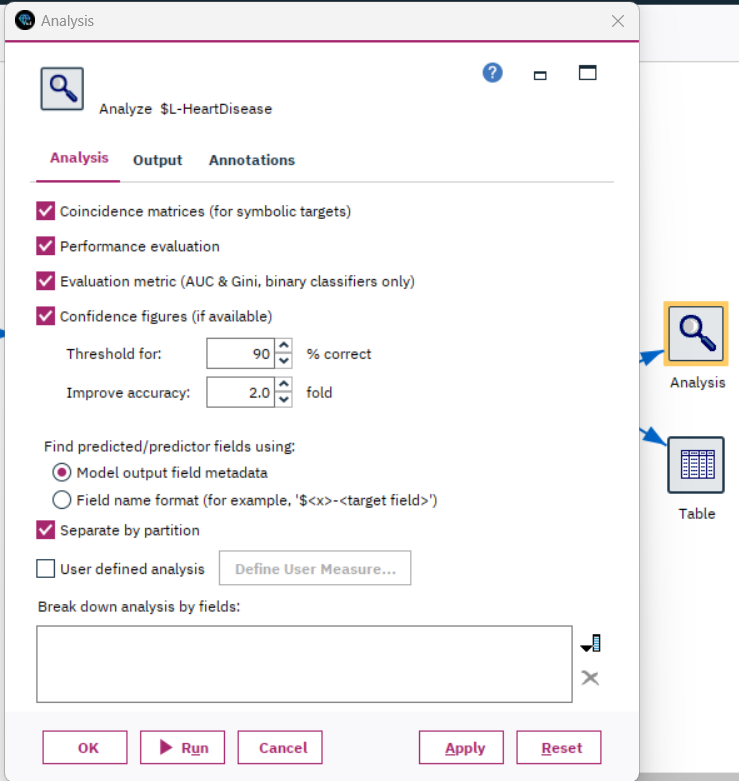 Analysis
?
Analyze $L-HeartDisease
Analysis Output Annotations
Coincidence matrices (for symbolic targets)
Performance evaluation
Evaluation metric (AUC & Gini, binary classifiers only)
Confidence figures (if available)
Threshold for: 90 % correct
Improve accuracy: 2.0 fold
Find predicted/predictor fields using:
Model output field metadata
Field name format (for example, '$<x>-<target field>')
Separate by partition
User defined analysis Define User Measure...
Break down analysis by fields:
OK Run Cancel Apply Reset
Analysis
Table